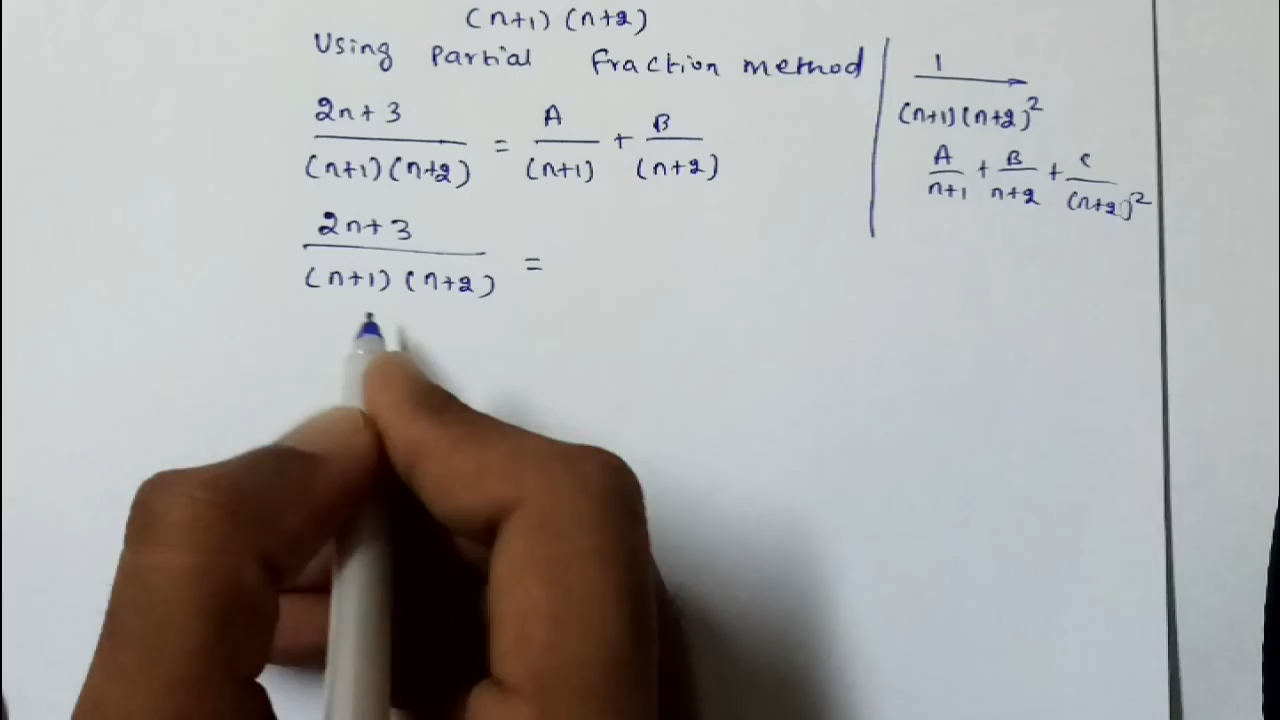 (n+1) (n+2)
Using Partial fraction method
2n+3
(n+1)(n+2) = A/(n+1) + B/(n+2)
2n+3
(n+1) (n+2) =
1
(n+1)(n+2)²
A/n+1 + B/n+2 + C/(n+2)²